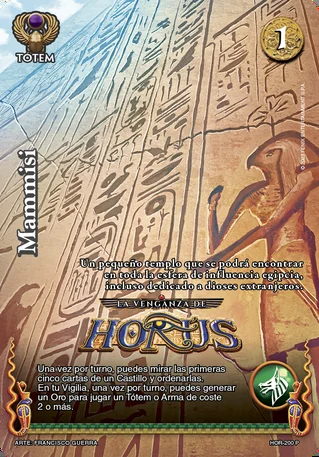 TÓTEM
1
Mammisi
Un pequeño templo que se podrá encontrar
en toda la esfera de influencia egipcia,
incluso dedicado a dioses extranjeros.
LA VENGANZA DE
HORUS
Una vez por turno, puedes mirar las primeras
cinco cartas de un Castillo y ordenarlas.
En tu Vigilia, una vez por turno, puedes generar
un Oro para jugar un Tótem o Arma de coste
2 o más.
ARTE: FRANCISCO GUERRA
HOR-200 P